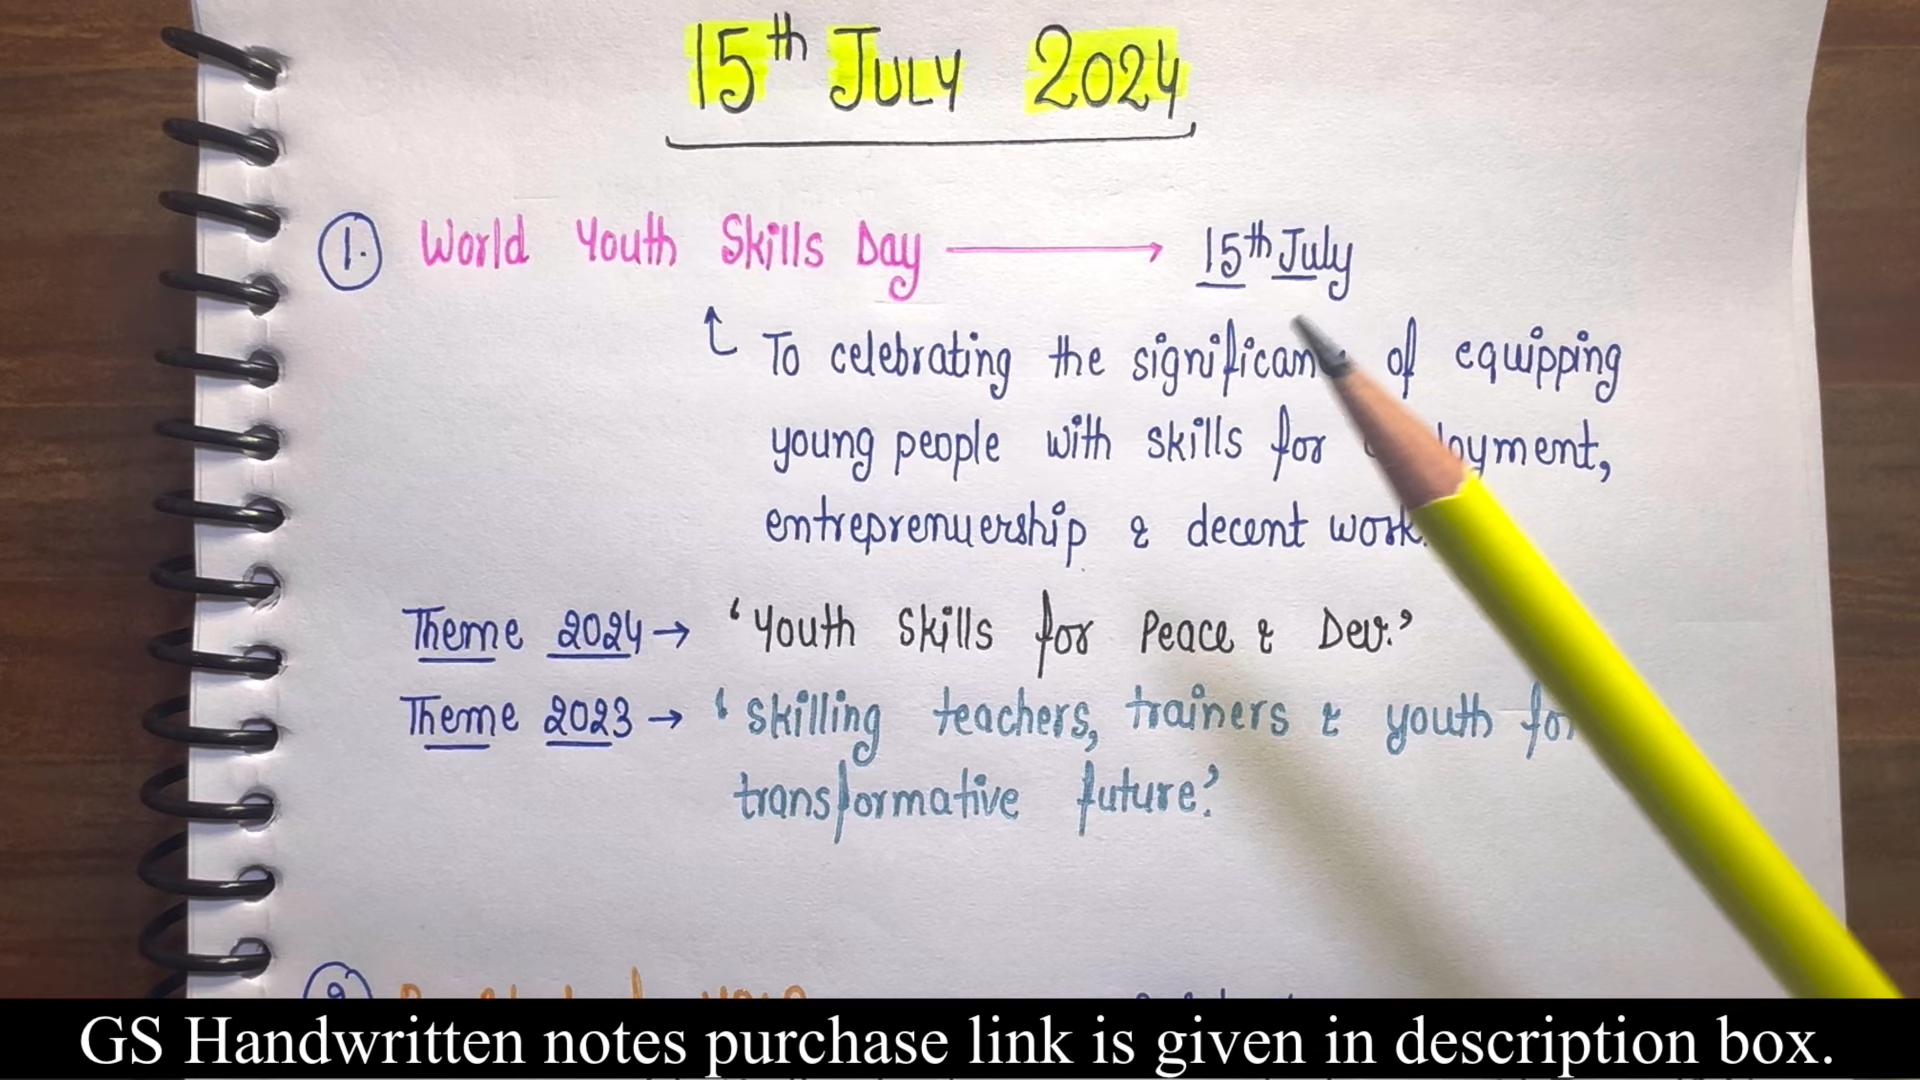 15th JULY 2024
1. World Youth Skills Day → 15th July
To celebrating the significan of equipping
young people with skills for yment,
entreprenuership & decent work.
Theme 2024 → 'Youth Skills for Peace & Dev.'
Theme 2023 → 'Skilling teachers, trainers & youth for
transformative future.'
GS Handwritten notes purchase link is given in description box.